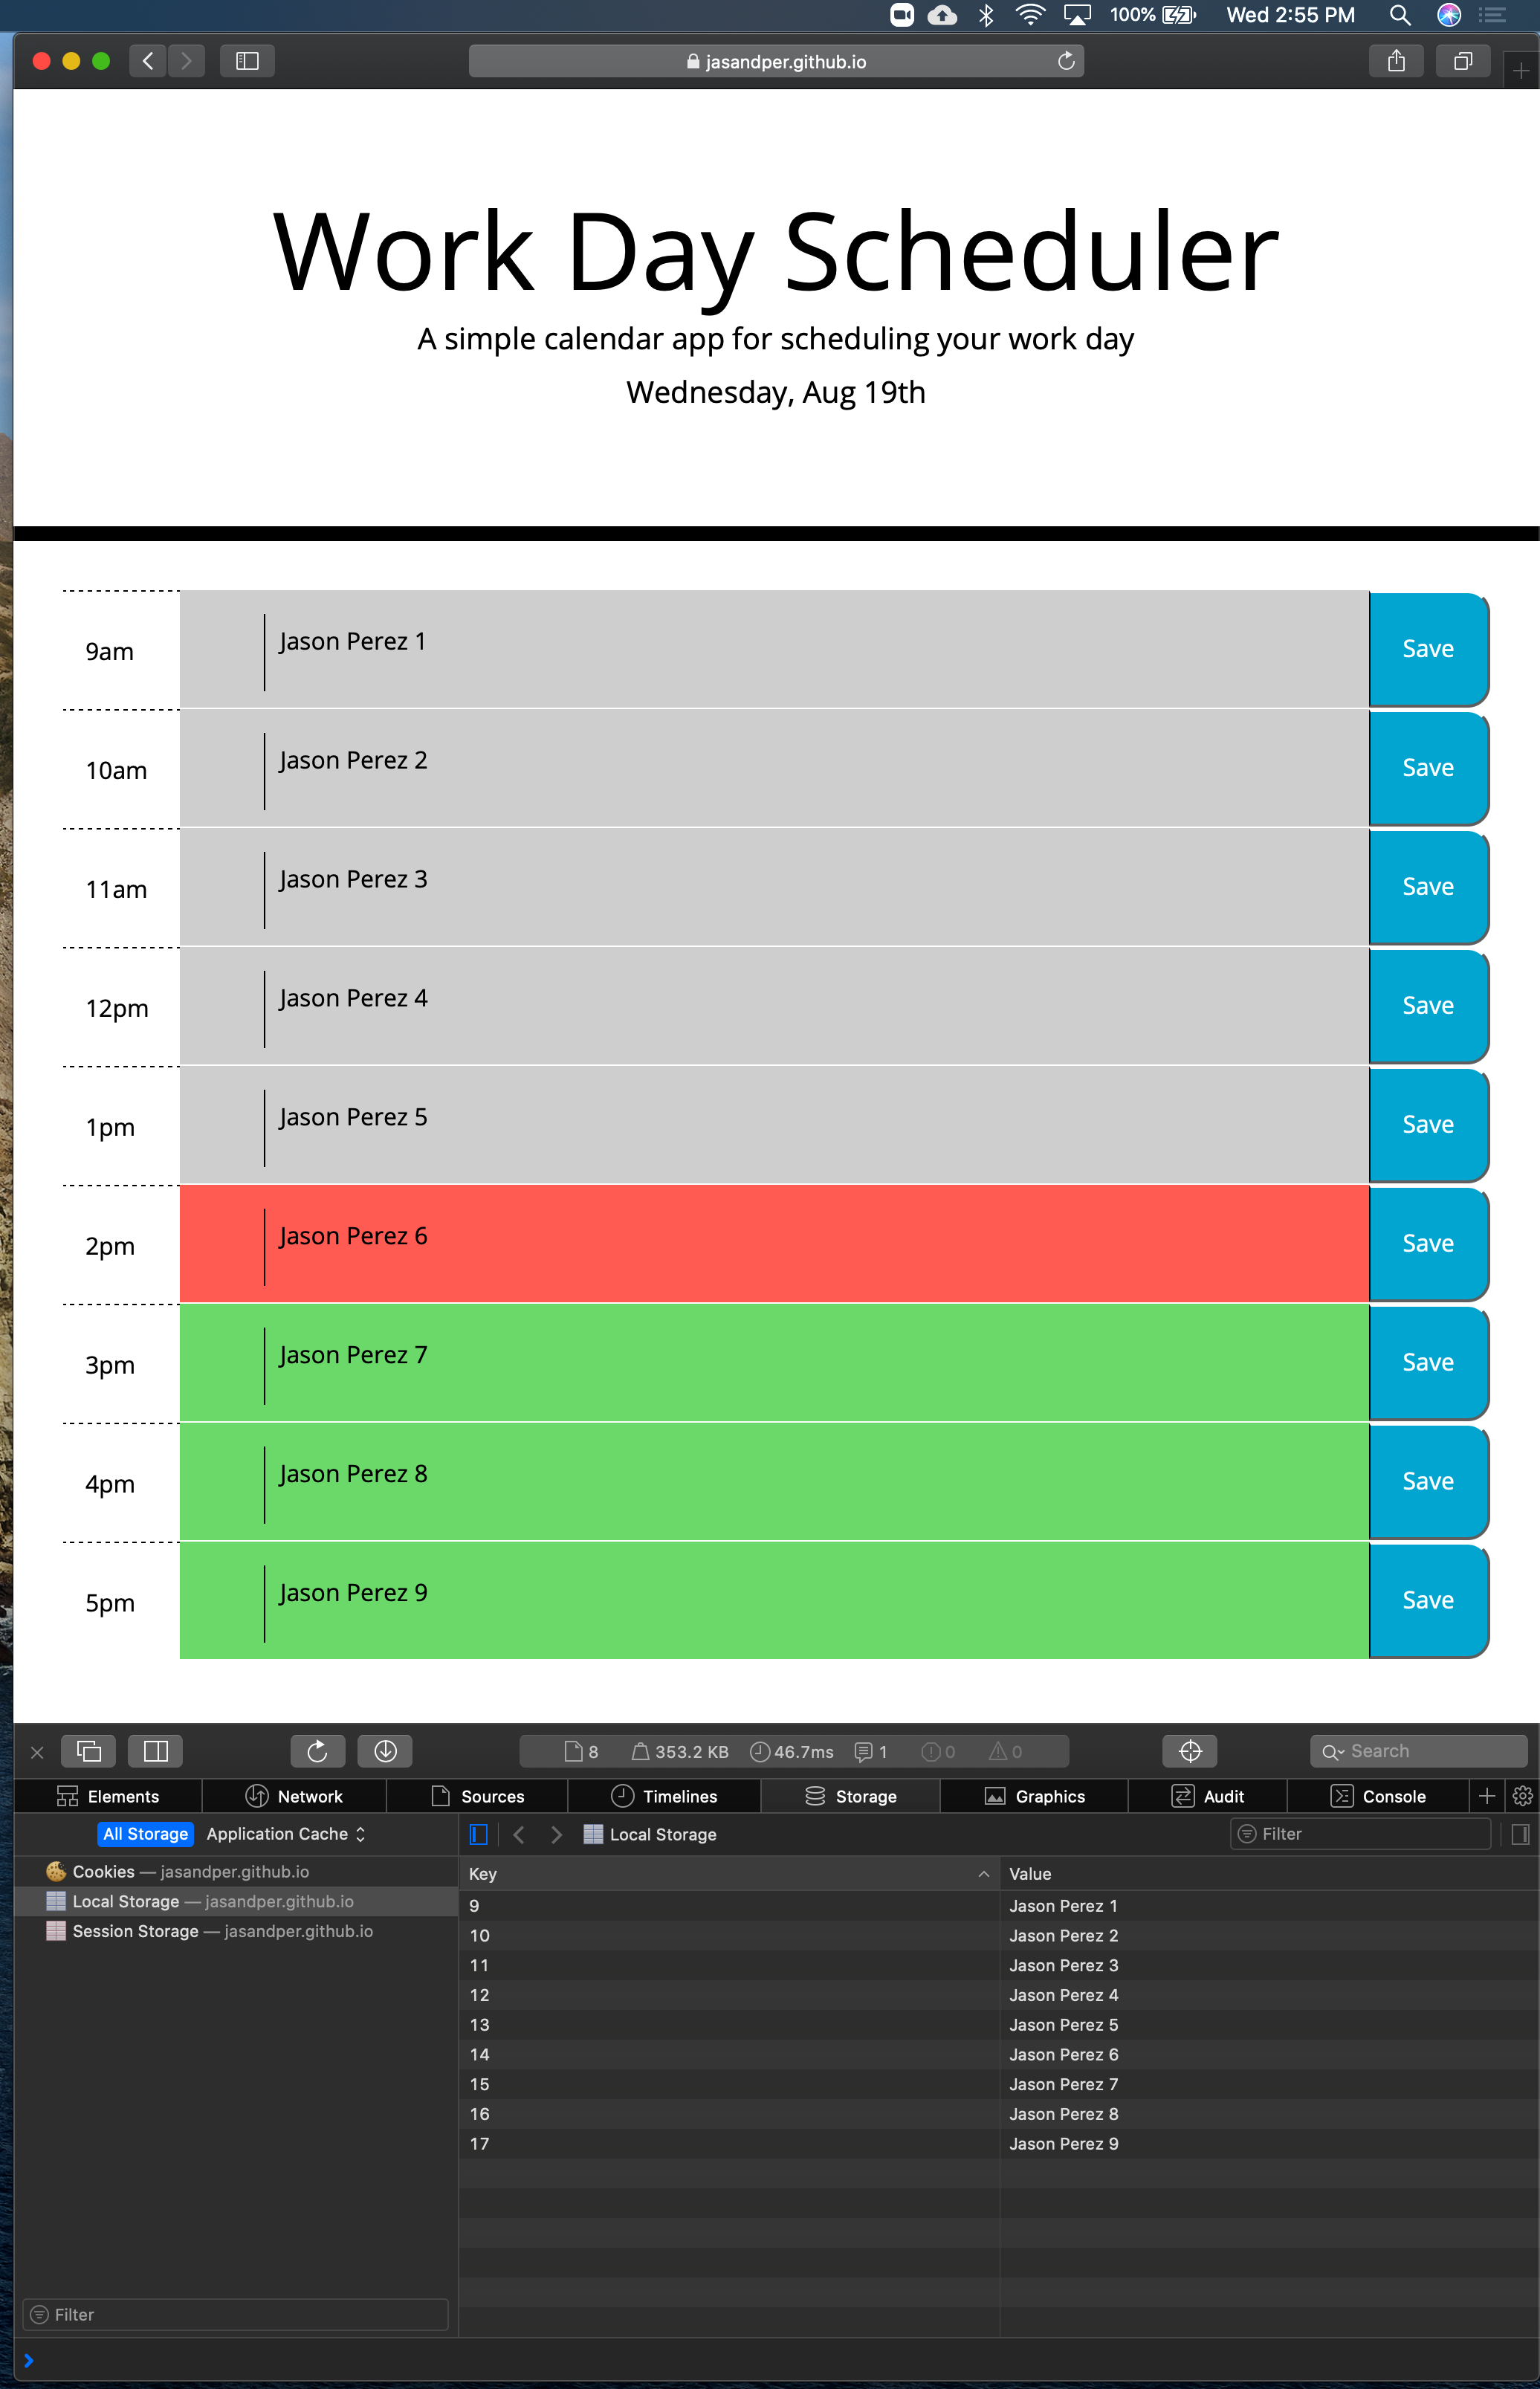 100% Wed 2:55 PM
jasandper.github.io
Work Day Scheduler
A simple calendar app for scheduling your work day
Wednesday, Aug 19th
9am Jason Perez 1 Save
10am Jason Perez 2 Save
11am Jason Perez 3 Save
12pm Jason Perez 4 Save
1pm Jason Perez 5 Save
2pm Jason Perez 6 Save
3pm Jason Perez 7 Save
4pm Jason Perez 8 Save
5pm Jason Perez 9 Save
8 353.2 KB 46.7ms 1 0 0 Search
Elements Network Sources Timelines Storage Graphics Audit Console
All Storage Application Cache Local Storage Filter
Cookies — jasandper.github.io
Local Storage — jasandper.github.io
Session Storage — jasandper.github.io
Key Value
9 Jason Perez 1
10 Jason Perez 2
11 Jason Perez 3
12 Jason Perez 4
13 Jason Perez 5
14 Jason Perez 6
15 Jason Perez 7
16 Jason Perez 8
17 Jason Perez 9
Filter